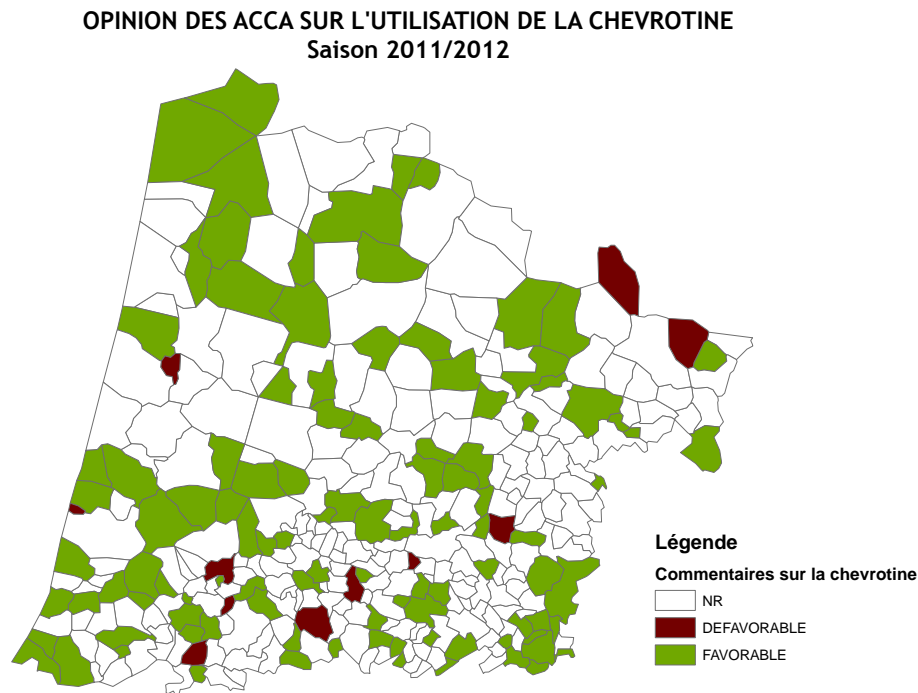 OPINION DES ACCA SUR L'UTILISATION DE LA CHEVROTINE
Saison 2011/2012
Légende
Commentaires sur la chevrotine
NR
DEFAVORABLE
FAVORABLE